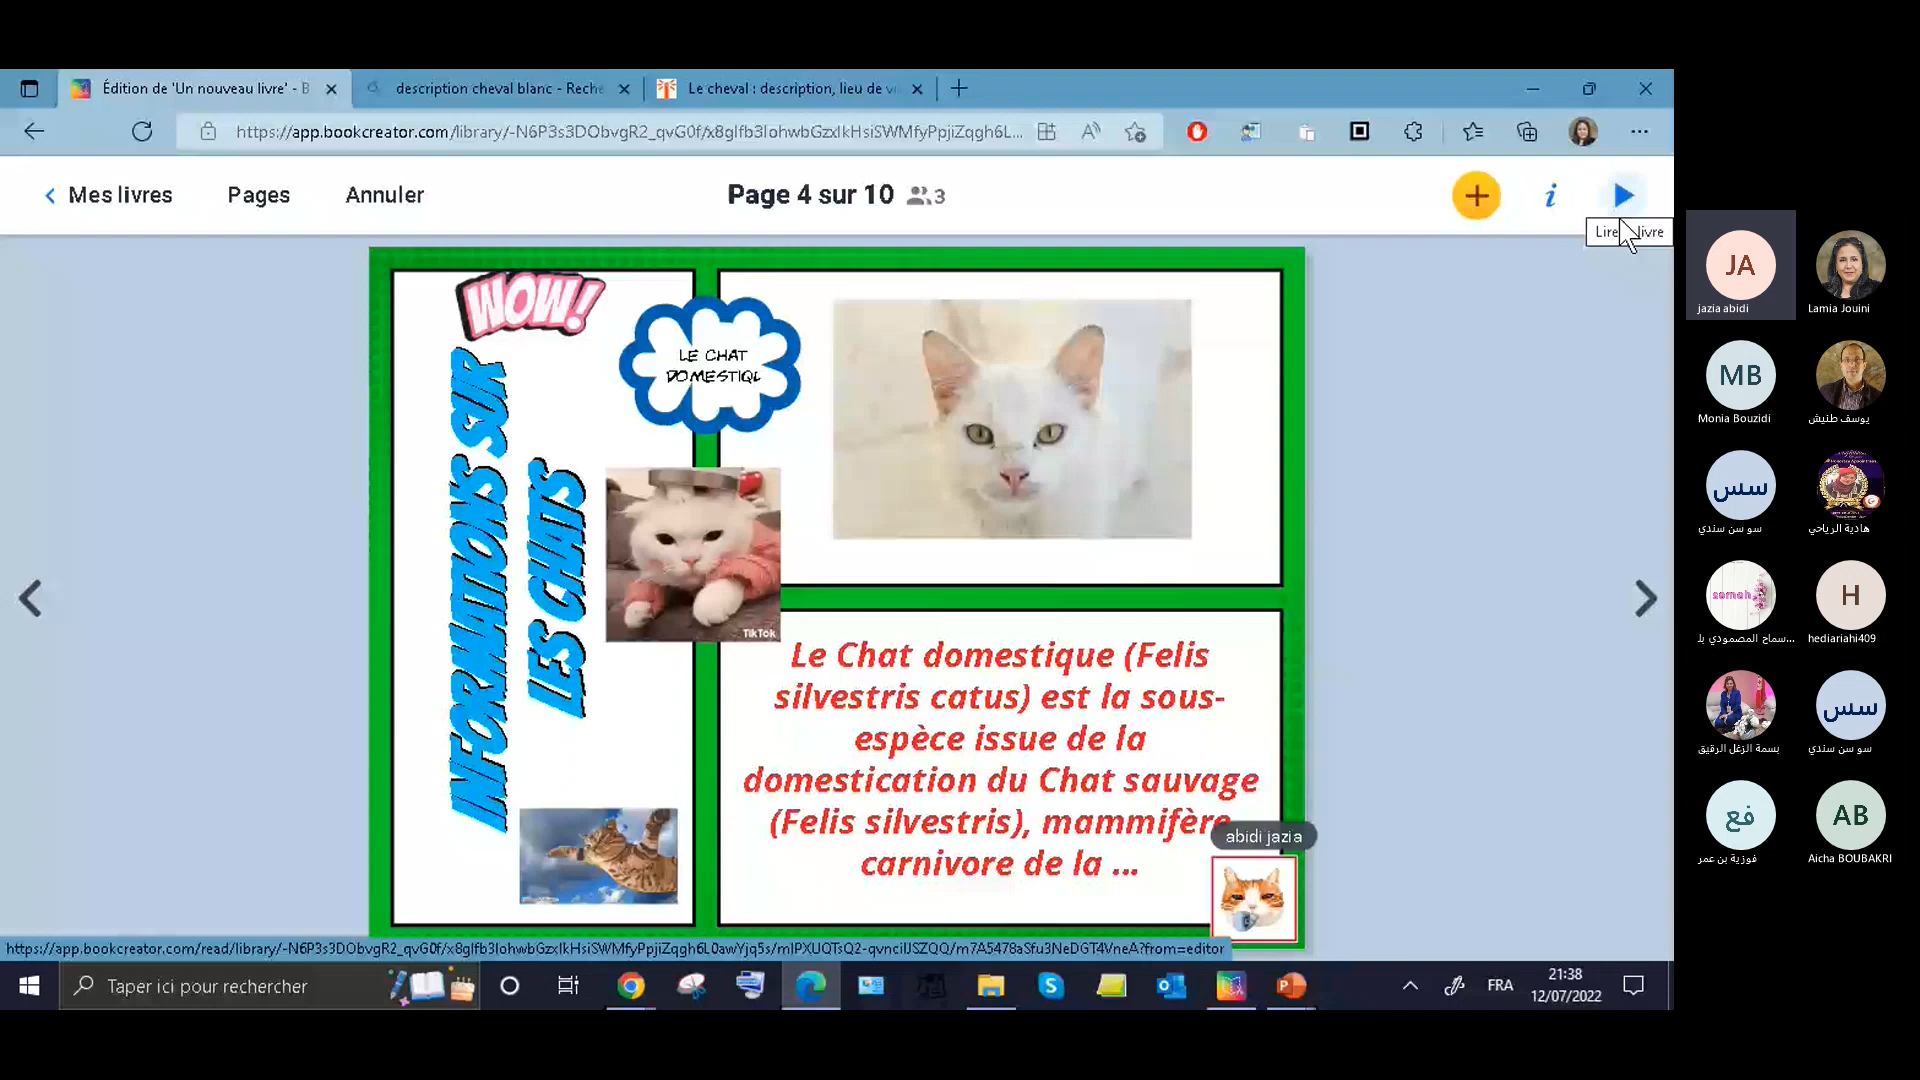 Édition de 'Un nouveau livre' - B
description cheval blanc - Reche
Le cheval : description, lieu de v
https://app.bookcreator.com/library/-N6P3s3DObvgR2_qvG0f/x8glfb3lohwbGzxIkHsiSWMfyPpjiZqgh6L...
Mes livres
Pages
Annuler
Page 4 sur 10
3
Lire
livre
WOW!
INFORMATIONS SUR
LES CHATS
LE CHAT
DOMESTIQ
TikTok
Le Chat domestique (Felis
silvestris catus) est la sous-
espèce issue de la
domestication du Chat sauvage
(Felis silvestris), mammifère
carnivore de la ...
abidi jazia
https://app.bookcreator.com/read/library/-N6P3s3DObvgR2_qvG0f/x8glfb3lohwbGzxIkHsiSWMfyPpjiZqgh6L0awYjq5s/mIPXUQTsQ2-qvnciIJSZQQ/m7A5478aSfu3NeDGT4VneA?from=editor
Taper ici pour rechercher
FRA
21:38
12/07/2022
JA
jazia abidi
Lamia Jouini
MB
Monia Bouzidi
يوسف طنيش
سس
سو سن سندي
هادية الرياحي
samah
سماح المصمودي بل...
H
hediariahi409
بسمة الزغل الرقيق
سس
سو سن سندي
فع
فوزية بن عمر
AB
Aicha BOUBAKRI